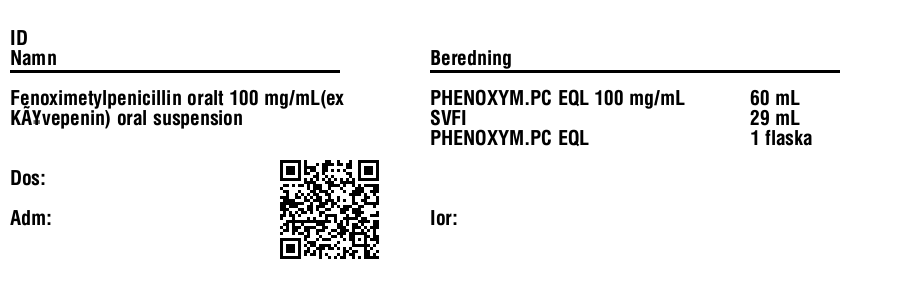 ID
Namn
Beredning
Fenoximetylpenicillin oralt 100 mg/mL(ex
KÃ¥vepenin) oral suspension
PHENOXYM.PC EQL 100 mg/mL 60 mL
SVFI 29 mL
PHENOXYM.PC EQL 1 flaska
Dos:
Adm:
Ior: